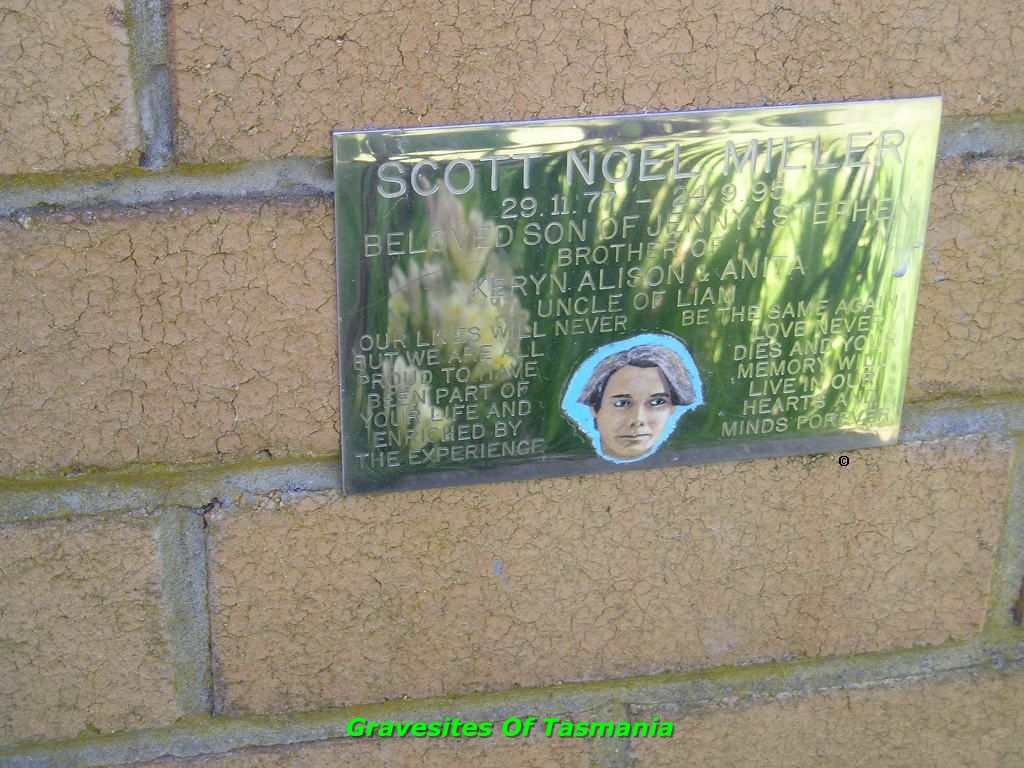 SCOTT NOEL MILLER
29.11.77 - 24.9.95
BELOVED SON OF JENNY & STEPHEN
BROTHER OF
KERYN ALISON & ANITA
UNCLE OF LIAM
OUR LIVES WILL NEVER BE THE SAME AGAIN
BUT WE ARE ALL
PROUD TO HAVE
BEEN PART OF
YOUR LIFE AND
ENRICHED BY
THE EXPERIENCE
LOVE NEVER
DIES AND YOUR
MEMORY WILL
LIVE IN OUR
HEARTS AND
MINDS FOREVER
©
Gravesites Of Tasmania